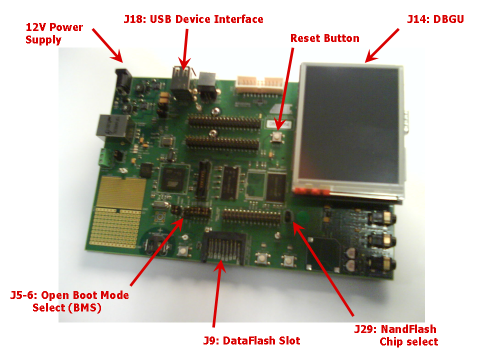 J18: USB Device Interface
J14: DBGU
12V Power
Supply
Reset Button
J5-6: Open Boot Mode
Select (BMS)
J9: DataFlash Slot
J29: NandFlash
Chip select